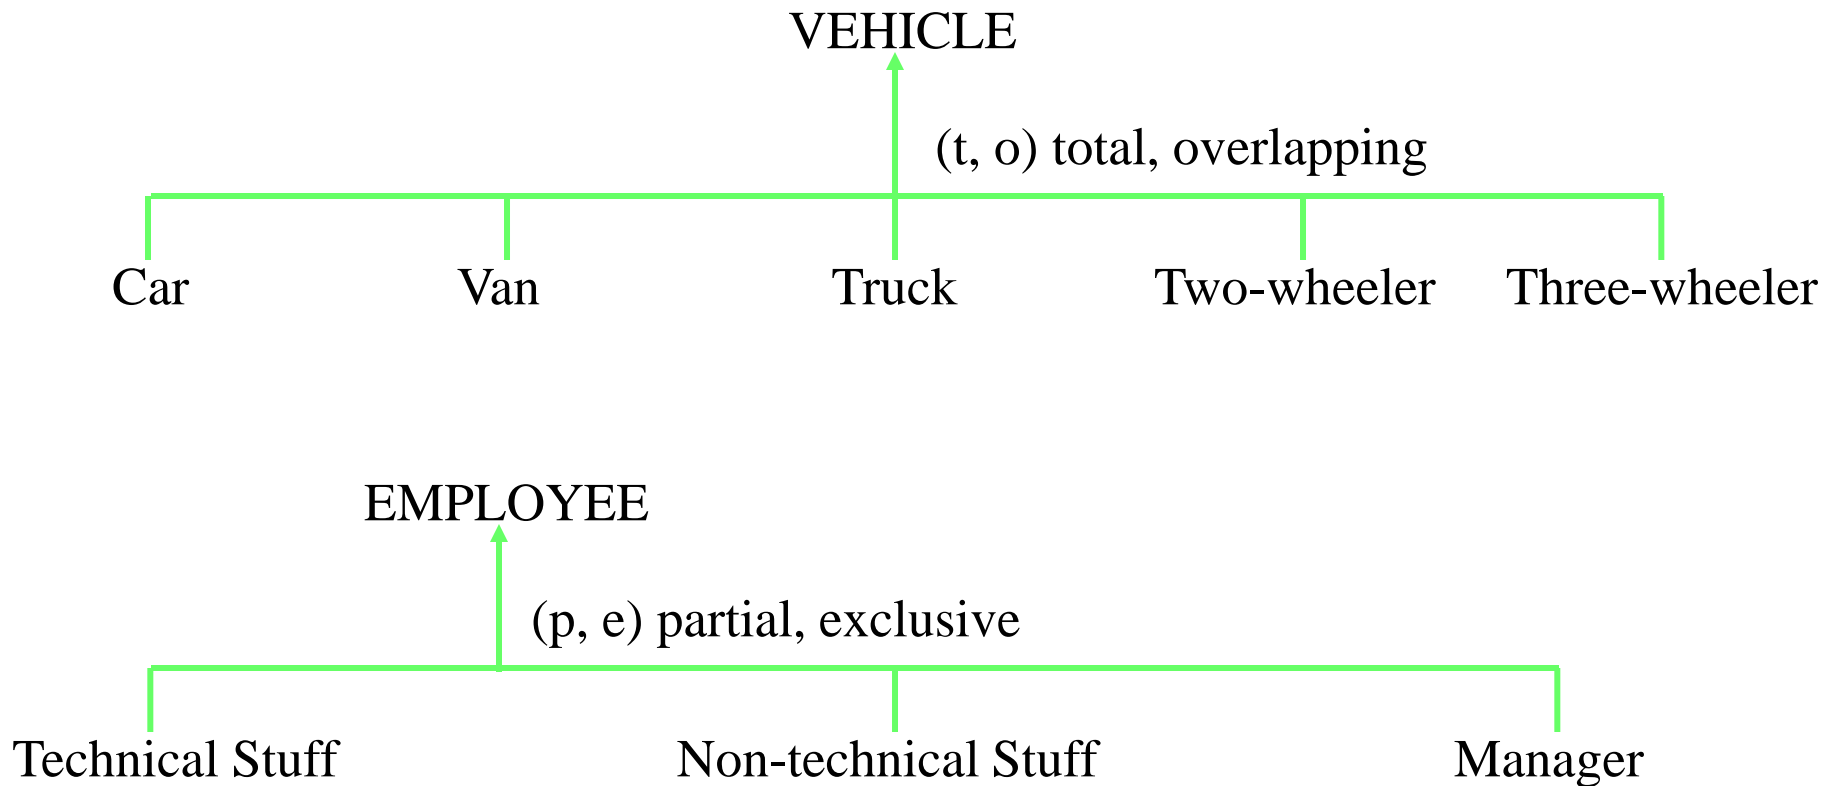 VEHICLE
(t, o) total, overlapping
Car Van Truck Two-wheeler Three-wheeler
EMPLOYEE
(p, e) partial, exclusive
Technical Stuff Non-technical Stuff Manager